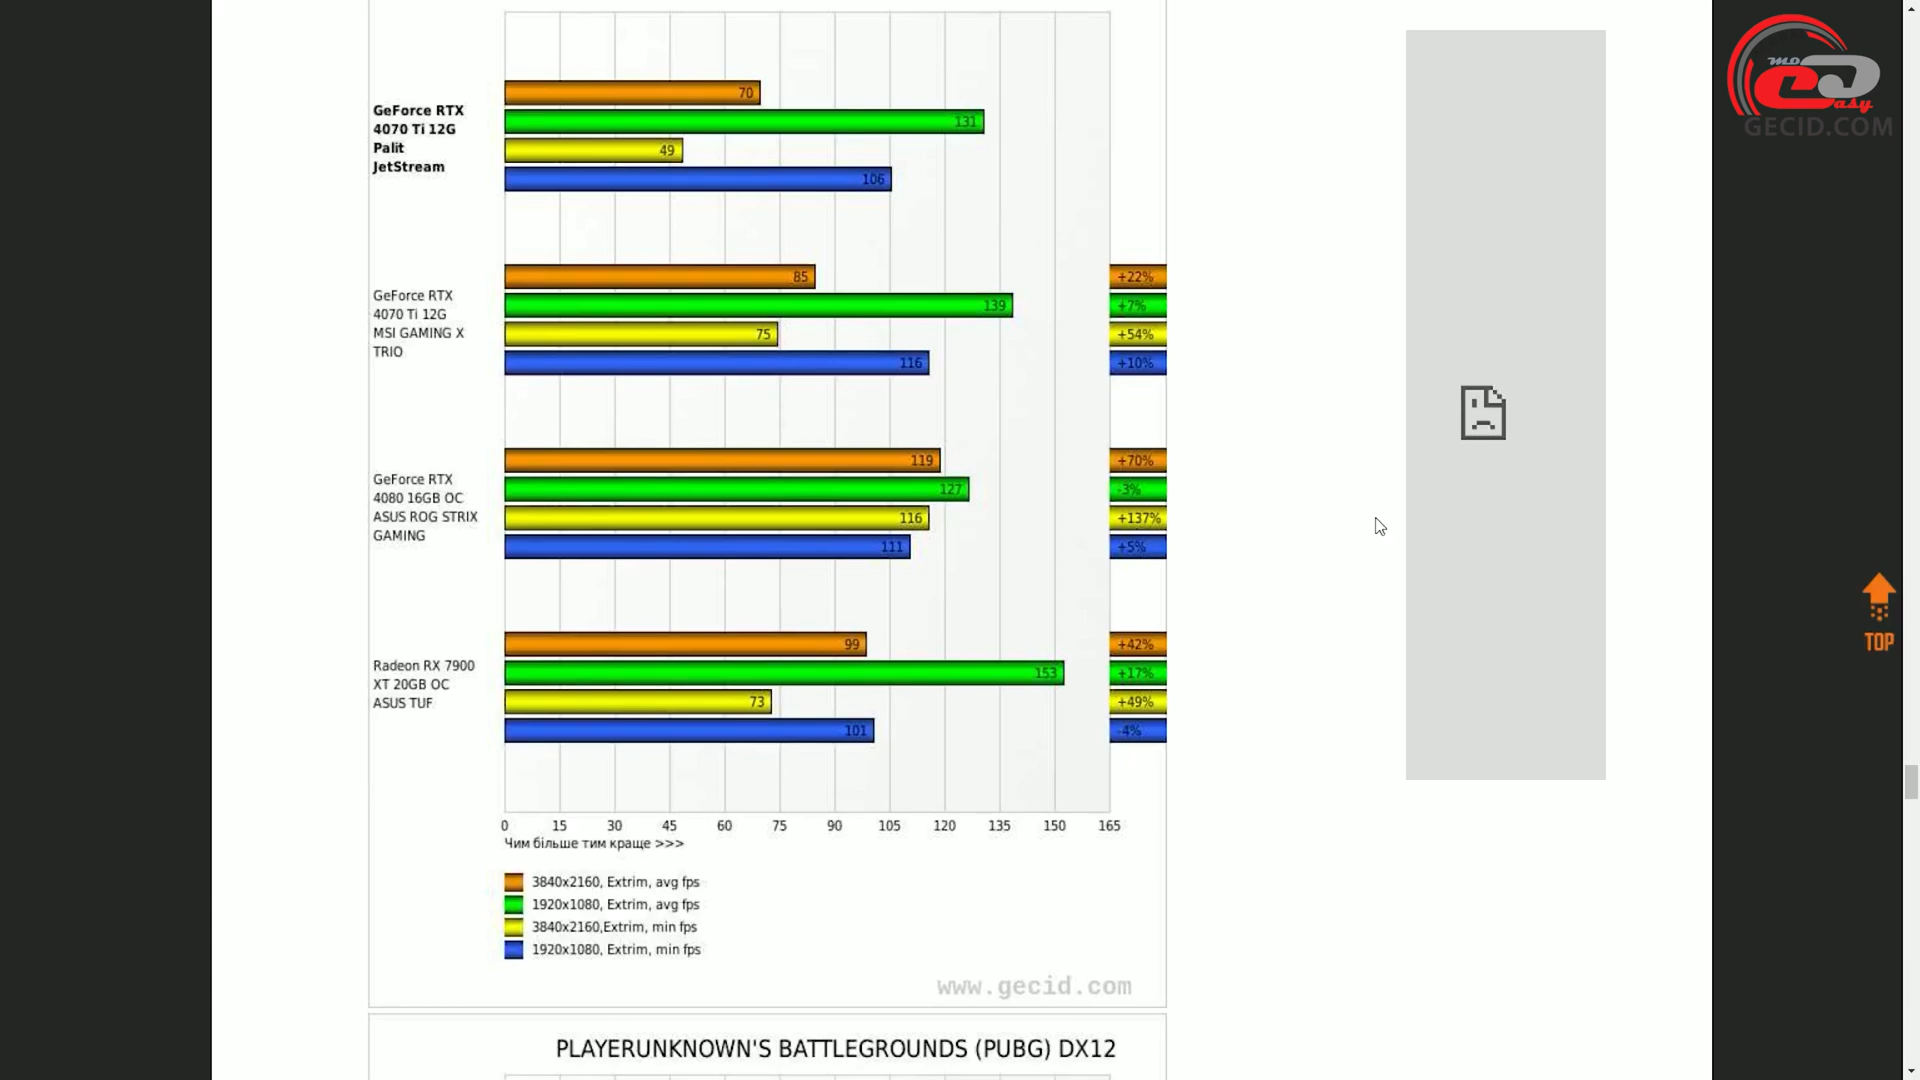 70
131
49
106
GeForce RTX
4070 Ti 12G
Palit
JetStream
85
139
75
116
GeForce RTX
4070 Ti 12G
MSI GAMING X
TRIO
+22%
+7%
+54%
+10%
119
127
116
111
GeForce RTX
4080 16GB OC
ASUS ROG STRIX
GAMING
+70%
-3%
+137%
+5%
99
153
73
101
Radeon RX 7900
XT 20GB OC
ASUS TUF
+42%
+17%
+49%
-4%
0 15 30 45 60 75 90 105 120 135 150 165
Чим більше тим краще >>>
3840x2160, Extrim, avg fps
1920x1080, Extrim, avg fps
3840x2160,Extrim, min fps
1920x1080, Extrim, min fps
www.gecid.com
PLAYERUNKNOWN'S BATTLEGROUNDS (PUBG) DX12
GECID.COM
TOP